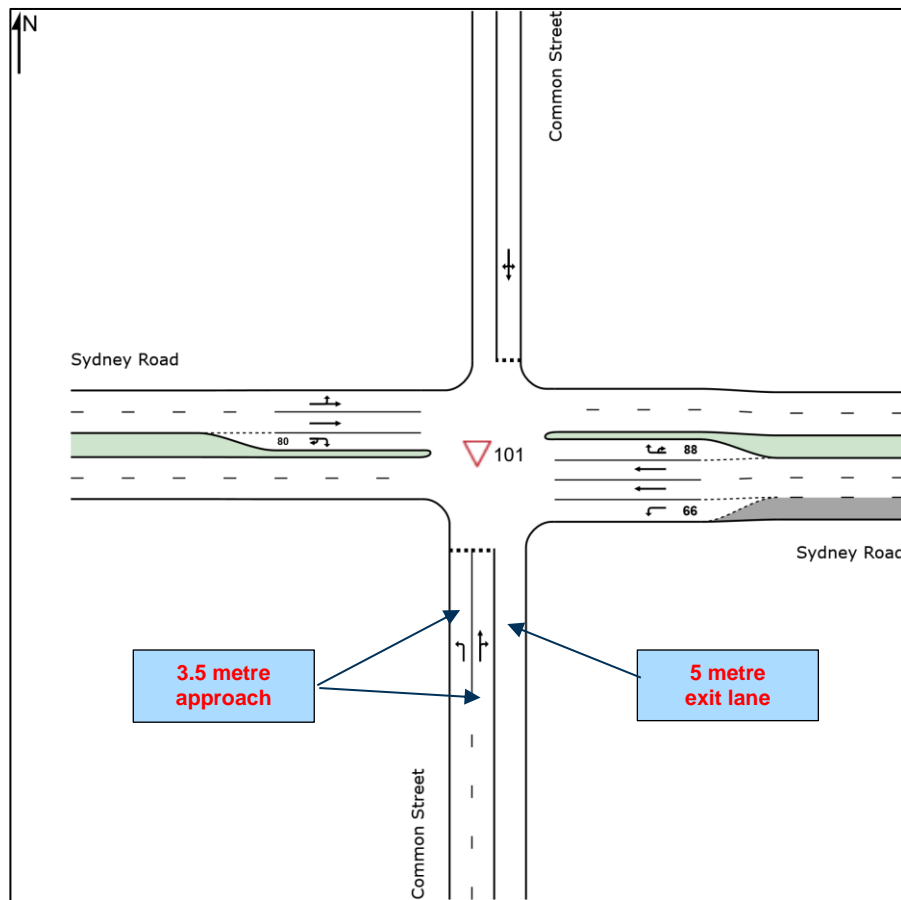 N
Common Street
Sydney Road
80
101
88
66
Sydney Road
3.5 metre
approach
5 metre
exit lane
Common Street